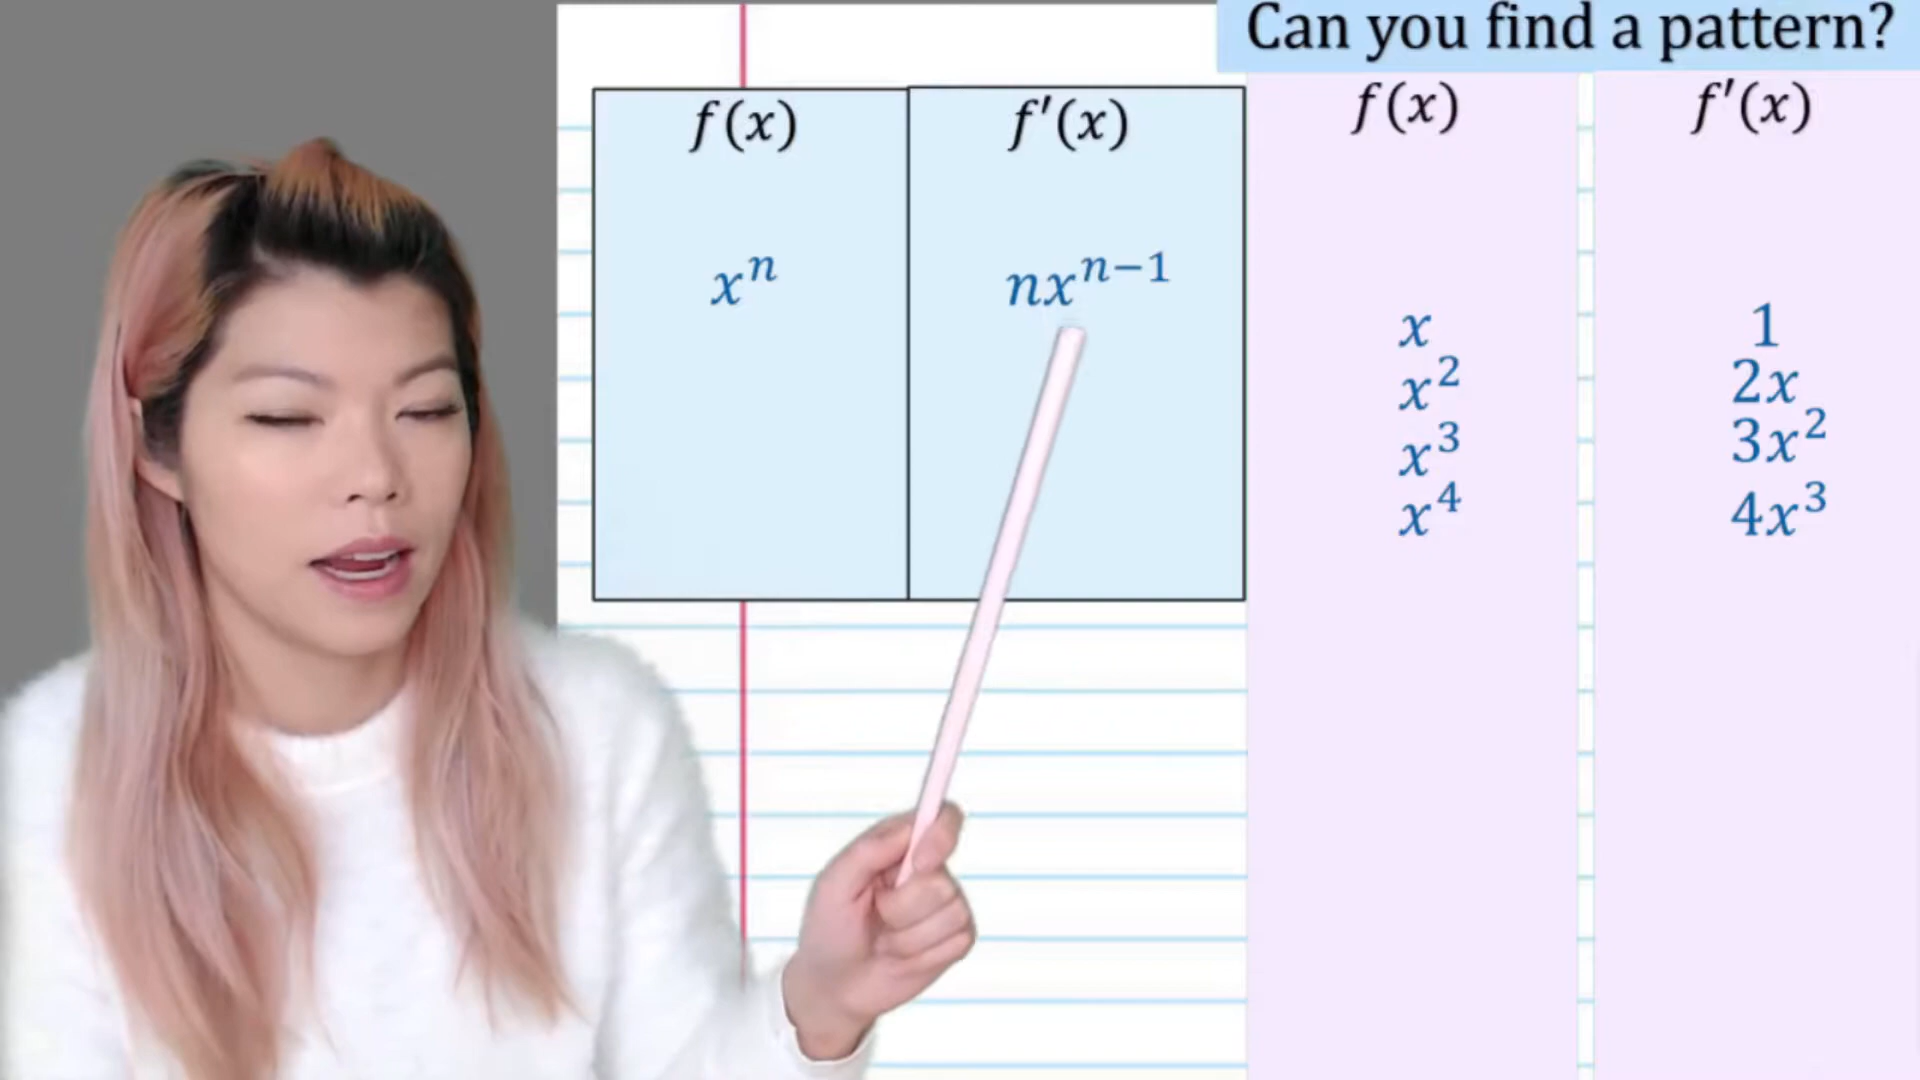 Can you find a pattern?
f(x) f′(x)
xⁿ nxⁿ⁻¹
f(x) f′(x)
x 1
x² 2x
x³ 3x²
x⁴ 4x³